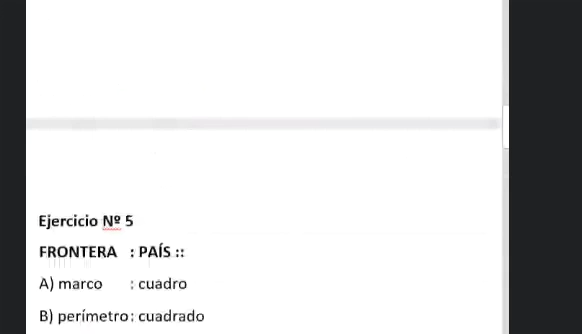 Ejercicio Nº 5
FRONTERA : PAÍS ::
A) marco : cuadro
B) perímetro: cuadrado